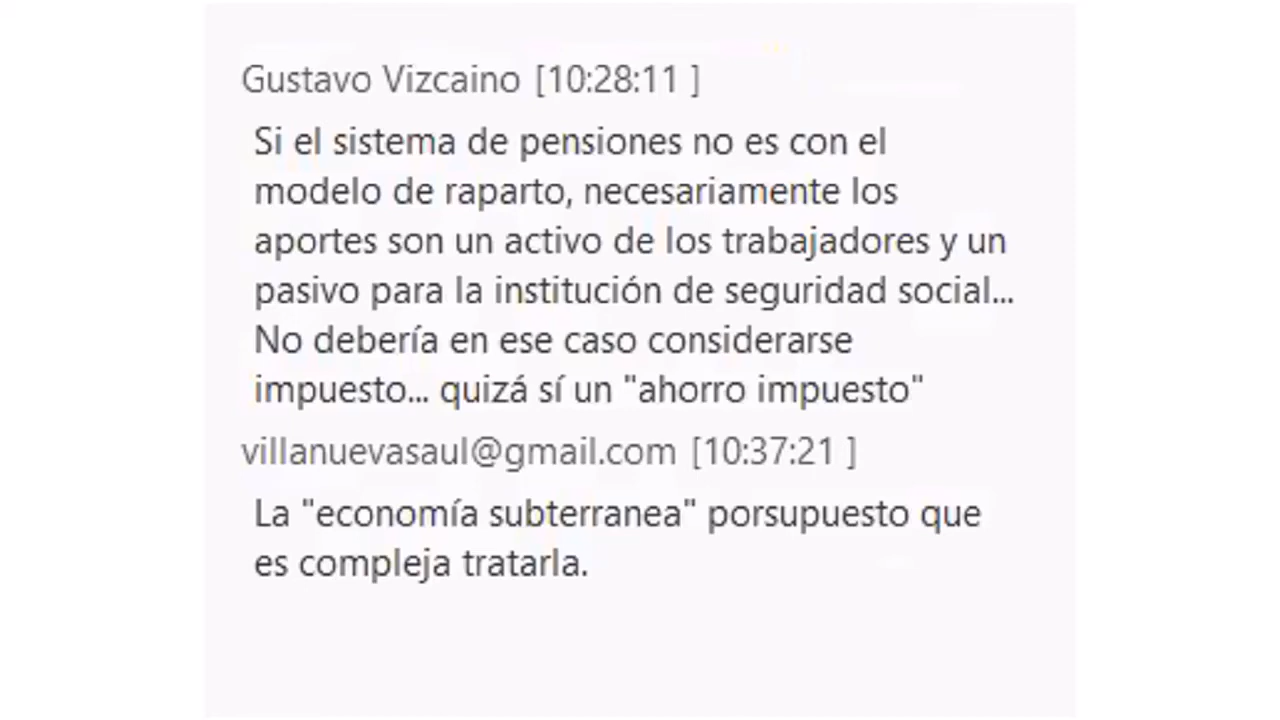 Gustavo Vizcaino [10:28:11 ]
Si el sistema de pensiones no es con el
modelo de raparto, necesariamente los
aportes son un activo de los trabajadores y un
pasivo para la institución de seguridad social...
No debería en ese caso considerarse
impuesto... quizá sí un "ahorro impuesto"
villanuevasaul@gmail.com [10:37:21 ]
La "economía subterranea" porsupuesto que
es compleja tratarla.